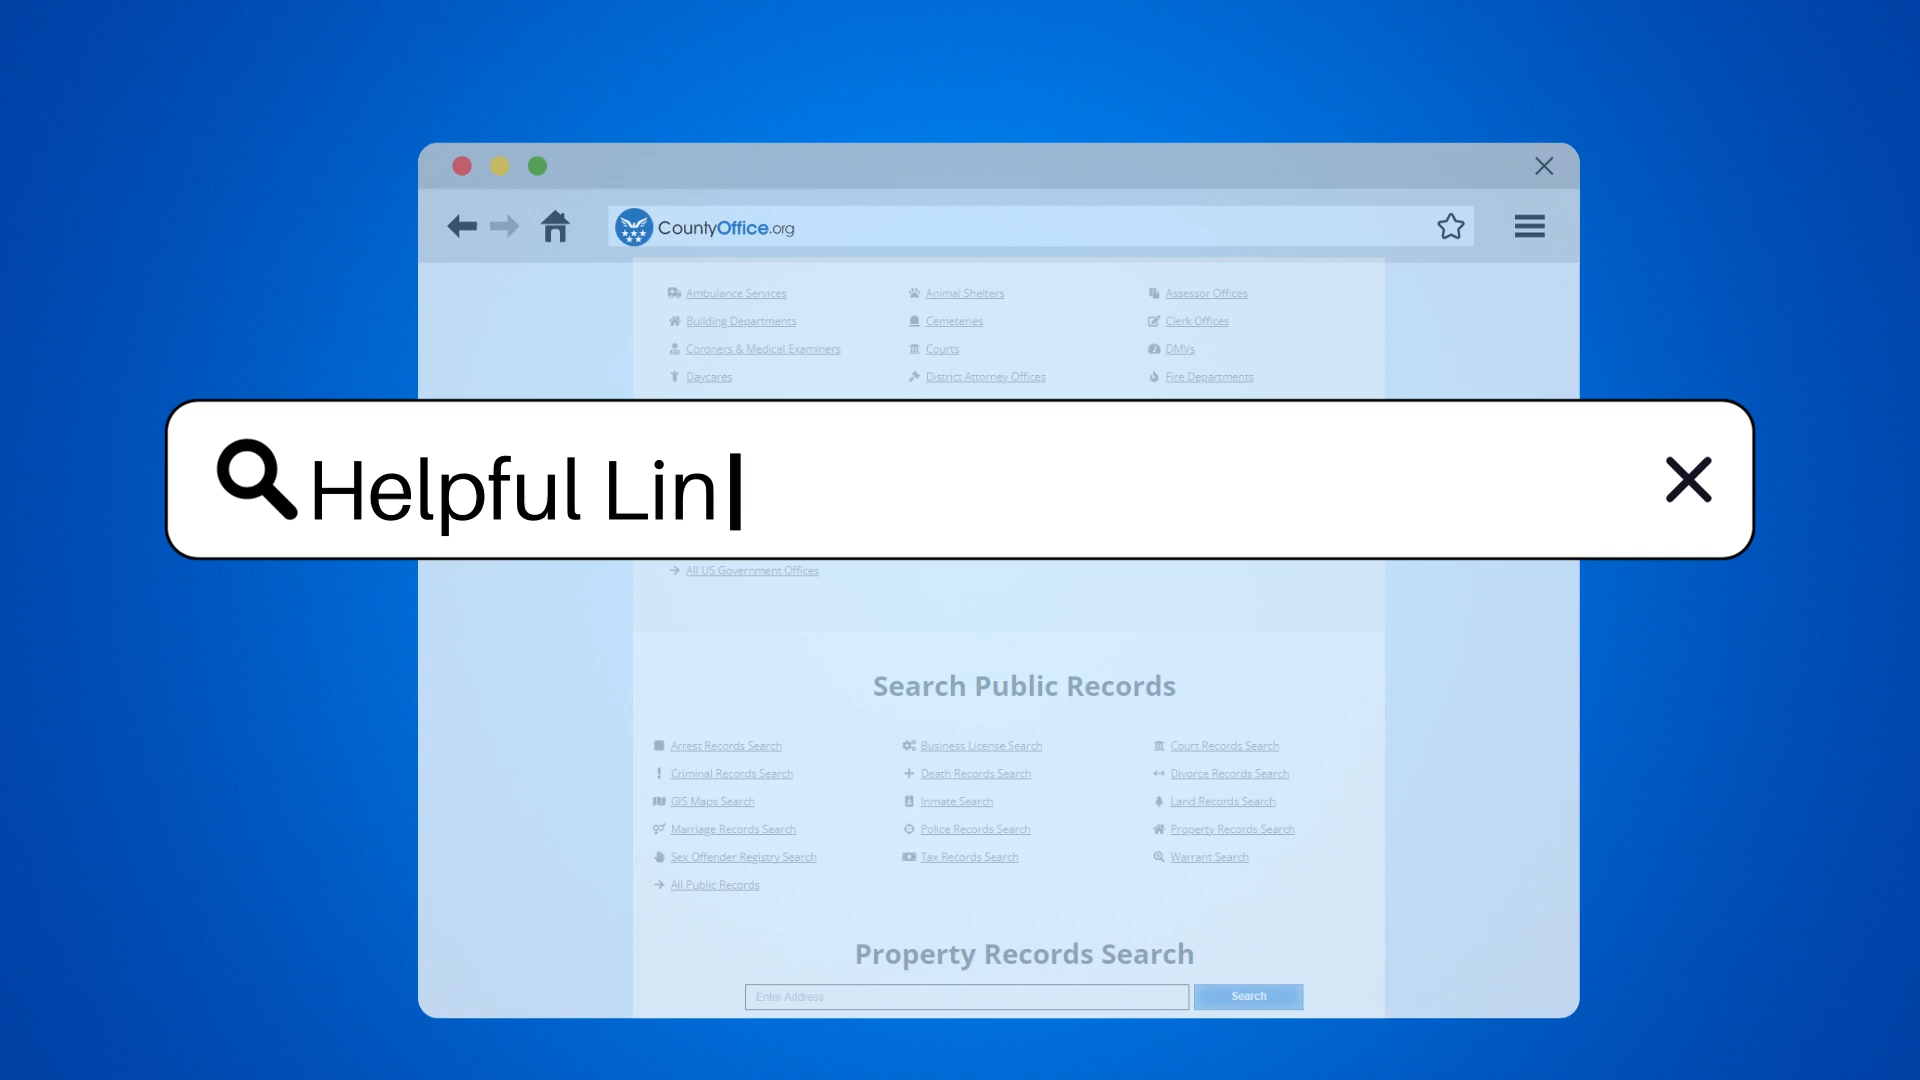 CountyOffice.org
Ambulance Services Animal Shelters Assessor Offices
Building Departments Cemeteries Clerk Offices
Coroners & Medical Examiners Courts DMVs
Daycares District Attorney Offices Fire Departments
Helpful Lin
All US Government Offices
Search Public Records
Arrest Records Search Business License Search Court Records Search
Criminal Records Search Death Records Search Divorce Records Search
GIS Maps Search Inmate Search Land Records Search
Marriage Records Search Police Records Search Property Records Search
Sex Offender Registry Search Tax Records Search Warrant Search
All Public Records
Property Records Search
Enter Address Search